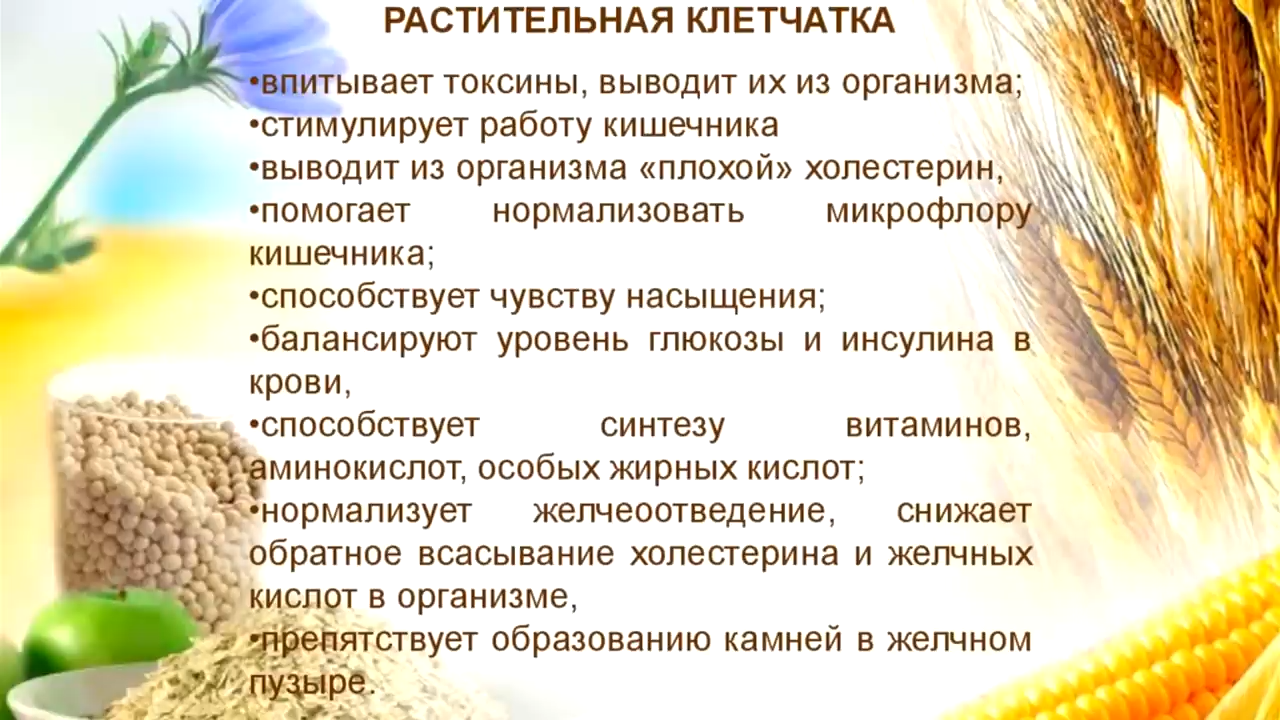 РАСТИТЕЛЬНАЯ КЛЕТЧАТКА
•впитывает токсины, выводит их из организма;
•стимулирует работу кишечника
•выводит из организма «плохой» холестерин,
•помогает нормализовать микрофлору
кишечника;
•способствует чувству насыщения;
•балансируют уровень глюкозы и инсулина в
крови,
•способствует синтезу витаминов,
аминокислот, особых жирных кислот;
•нормализует желчеоотведение, снижает
обратное всасывание холестерина и желчных
кислот в организме,
•препятствует образованию камней в желчном
пузыре.